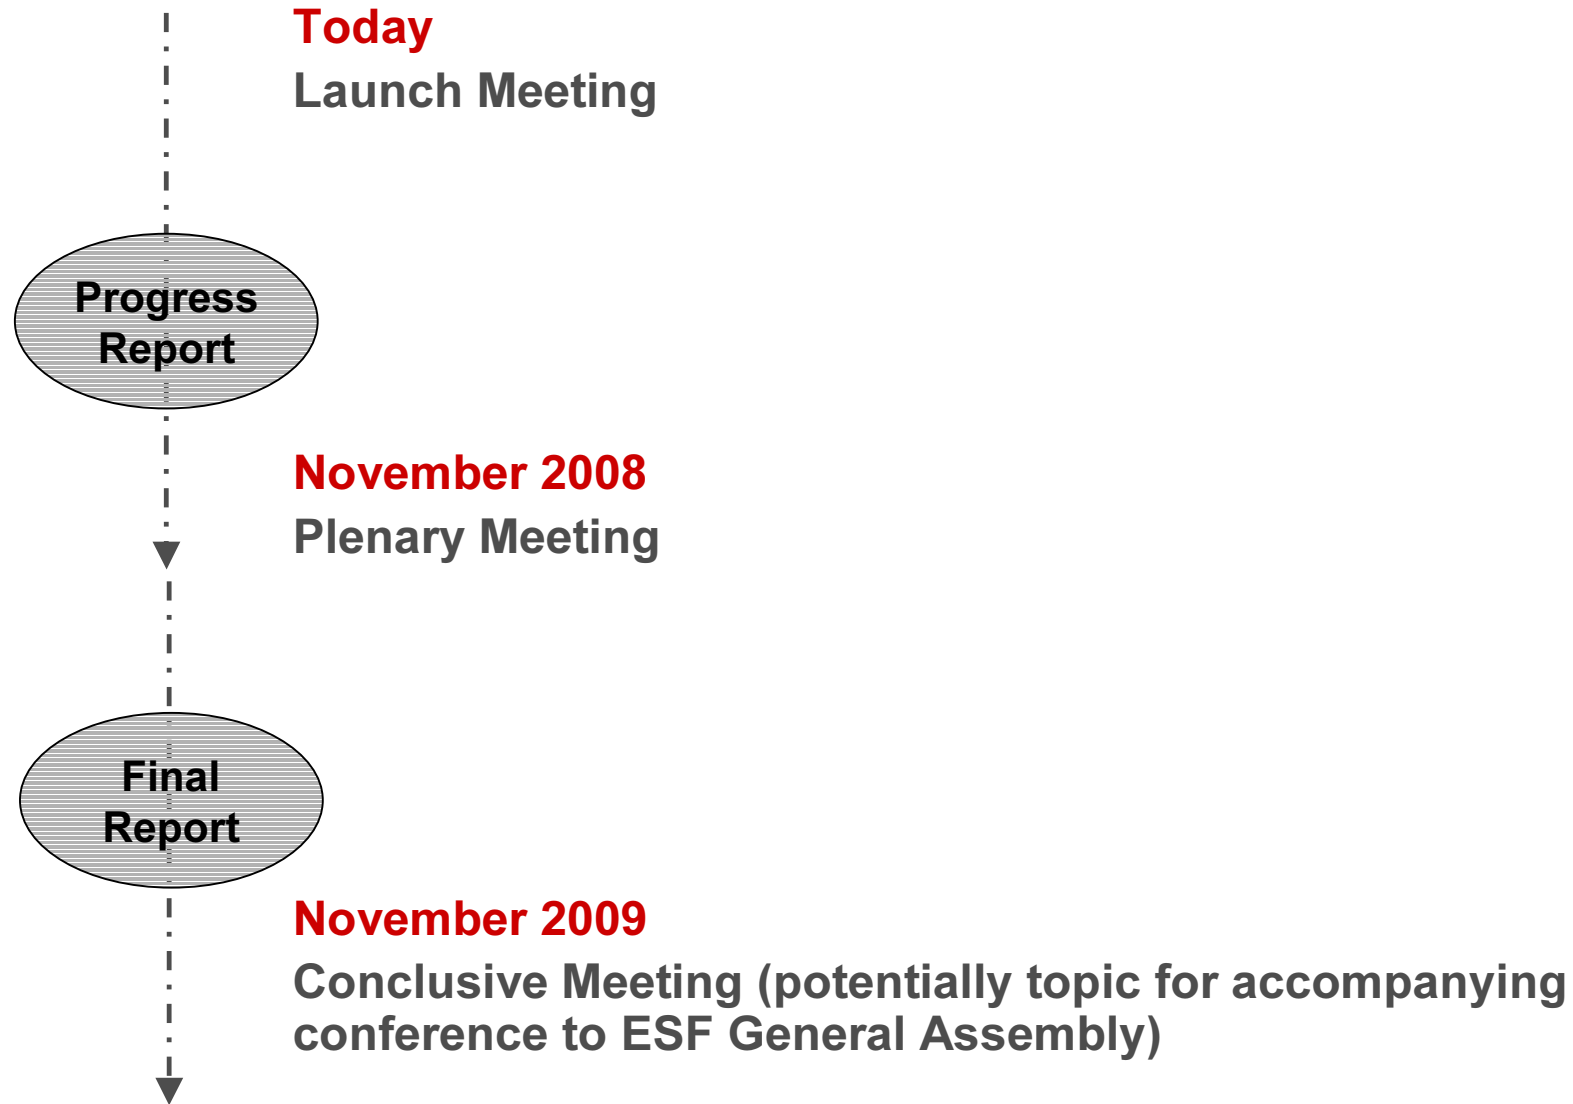 Today
Launch Meeting
Progress
Report
November 2008
Plenary Meeting
Final
Report
November 2009
Conclusive Meeting (potentially topic for accompanying
conference to ESF General Assembly)